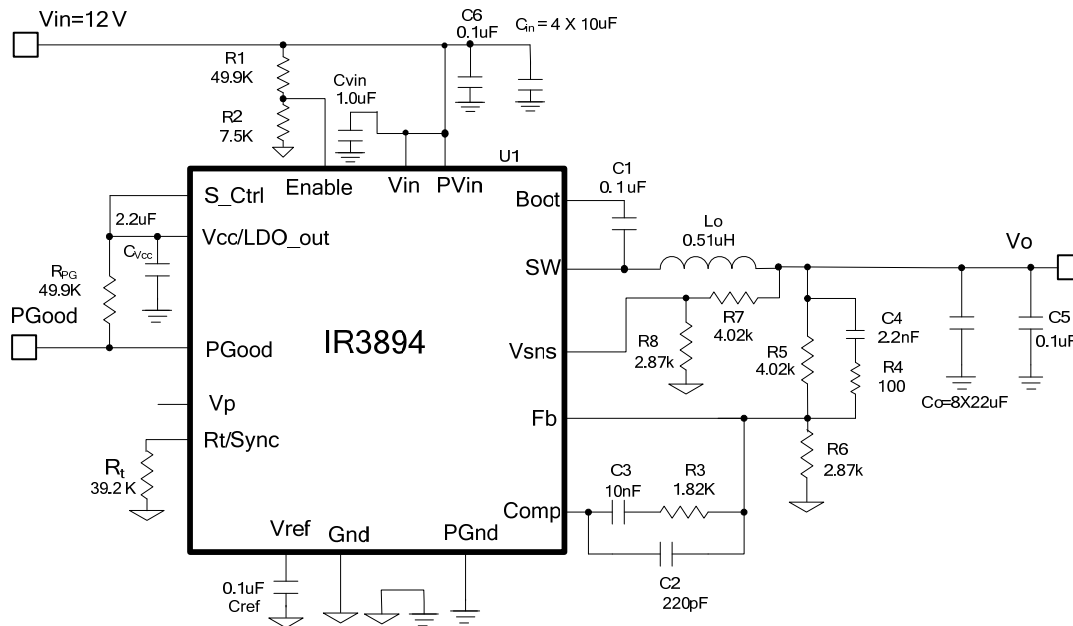 Vin=12 V
C6
0.1uF
Cin = 4 X 10uF
R1
49.9K
Cvin
1.0uF
R2
7.5K
U1
Enable
Vin
PVin
S_Ctrl
Boot
C1
0.1uF
2.2uF
Vcc/LDO_out
CVcc
Lo
0.51uH
Vo
SW
RPG
49.9K
PGood
IR3894
PGood
Vsns
R8
2.87k
R7
4.02k
R5
4.02k
C4
2.2nF
R4
100
C5
0.1uF
Co=8X22uF
Vp
Fb
Rt/Sync
Rt
39.2 K
R6
2.87k
C3
10nF
R3
1.82K
Comp
Vref
Gnd
PGnd
C2
220pF
0.1uF
Cref